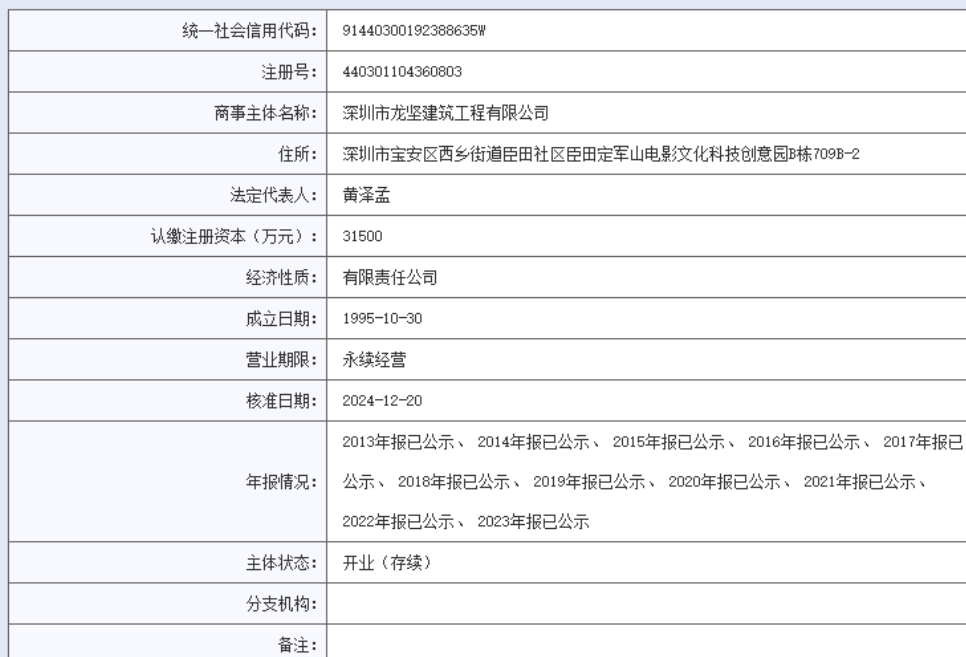 统一社会信用代码： 91440300192388635W
注册号： 440301104360803
商事主体名称： 深圳市龙坚建筑工程有限公司
住所： 深圳市宝安区西乡街道臣田社区臣田定军山电影文化科技创意园B栋709B-2
法定代表人： 黄泽孟
认缴注册资本（万元）： 31500
经济性质： 有限责任公司
成立日期： 1995-10-30
营业期限： 永续经营
核准日期： 2024-12-20
2013年报已公示、 2014年报已公示、 2015年报已公示、 2016年报已公示、 2017年报已
年报情况： 公示、 2018年报已公示、 2019年报已公示、 2020年报已公示、 2021年报已公示、
2022年报已公示、 2023年报已公示
主体状态： 开业（存续）
分支机构：
备注：